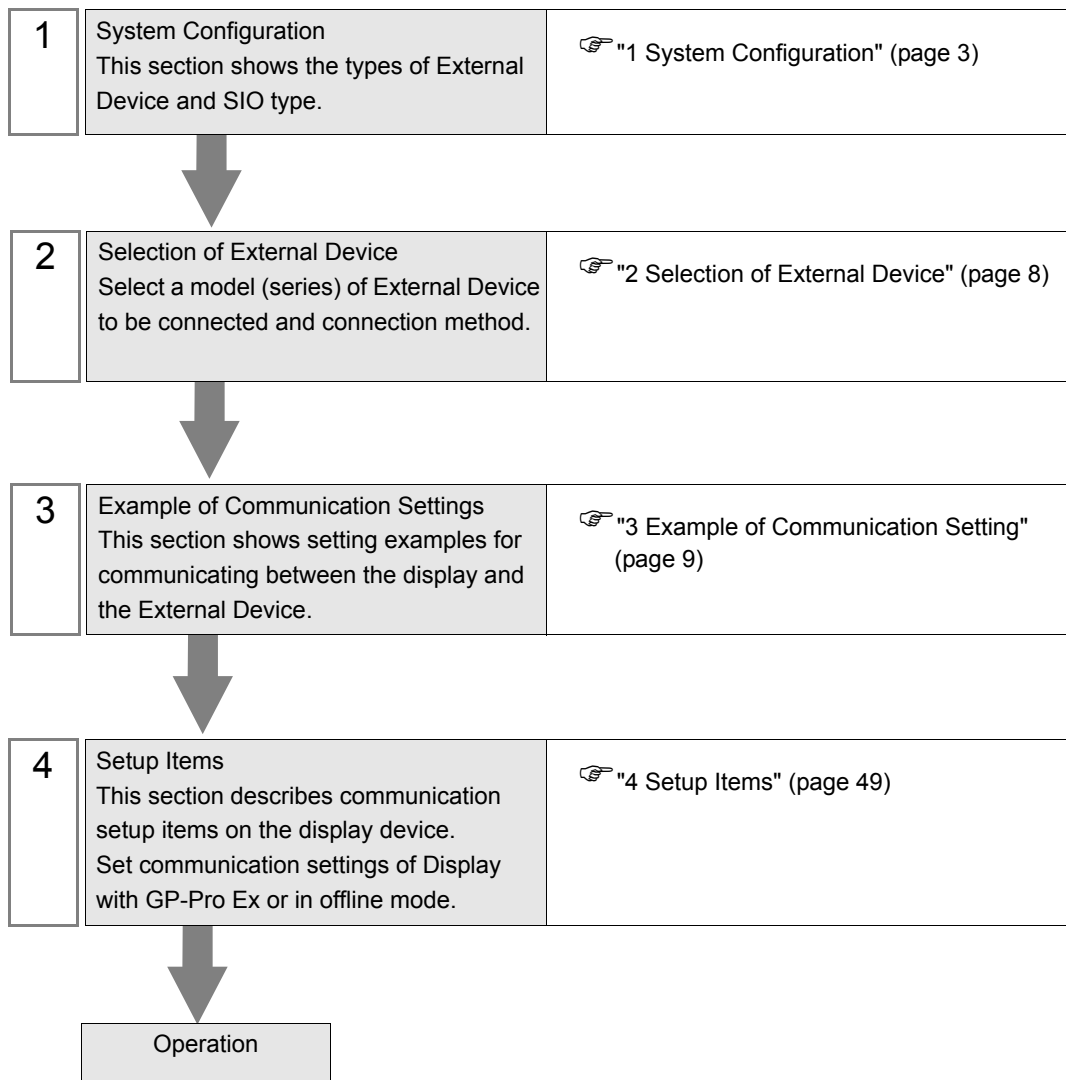 1
System Configuration
This section shows the types of External
Device and SIO type.
"1 System Configuration" (page 3)
2
Selection of External Device
Select a model (series) of External Device
to be connected and connection method.
"2 Selection of External Device" (page 8)
3
Example of Communication Settings
This section shows setting examples for
communicating between the display and
the External Device.
"3 Example of Communication Setting"
(page 9)
4
Setup Items
This section describes communication
setup items on the display device.
Set communication settings of Display
with GP-Pro Ex or in offline mode.
"4 Setup Items" (page 49)
Operation